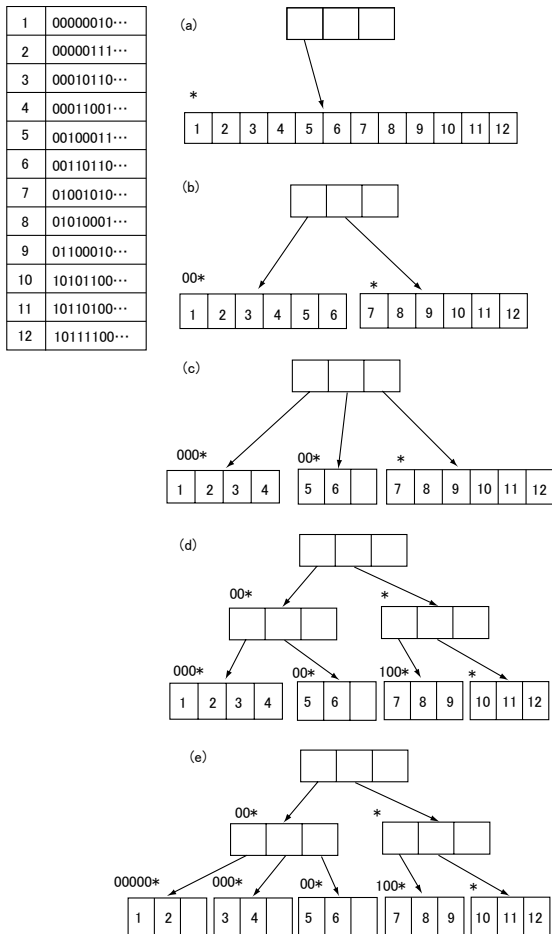 1 00000010…
2 00000111…
3 00010110…
4 00011001…
5 00100011…
6 00110110…
7 01001010…
8 01010001…
9 01100010…
10 10101100…
11 10110100…
12 10111100…
(a)
*
1 2 3 4 5 6 7 8 9 10 11 12
(b)
00* *
1 2 3 4 5 6 7 8 9 10 11 12
(c)
000* 00* *
1 2 3 4 5 6 7 8 9 10 11 12
(d)
00* *
000* 00* 100* *
1 2 3 4 5 6 7 8 9 10 11 12
(e)
00* *
00000* 000* 00* 100* *
1 2 3 4 5 6 7 8 9 10 11 12